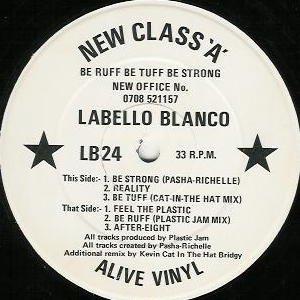 NEW CLASS 'A'
BE RUFF BE TUFF BE STRONG
NEW OFFICE No.
0708 521157
LABELLO BLANCO
LB24
33 R.P.M.
This Side:- 1. BE STRONG (PASHA-RICHELLE)
2. REALITY
3. BE TUFF (CAT-IN-THE HAT MIX)
That Side:- 1. FEEL THE PLASTIC
2. BE RUFF (PLASTIC JAM MIX)
3. AFTER-EIGHT
All tracks produced by Plastic Jam
All tracks created by Pasha-Richelle
Additional remix by Kevin Cat In The Hat Bridgy
ALIVE VINYL